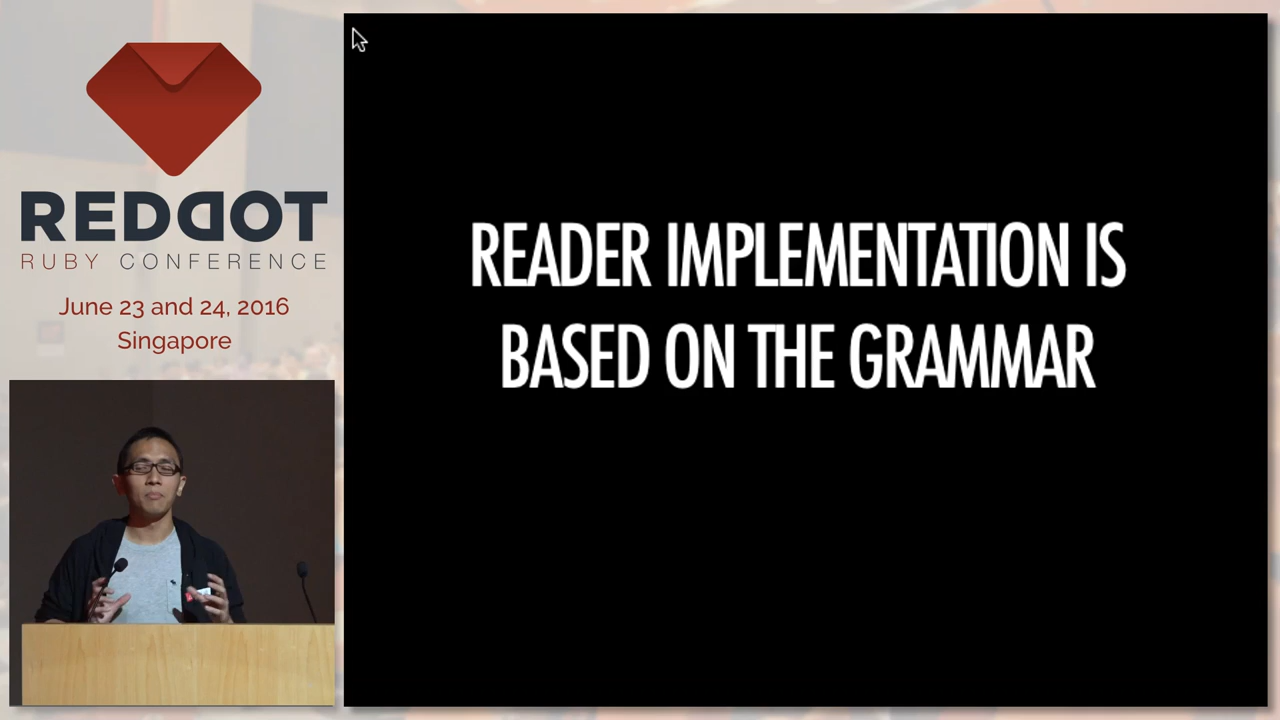 REDDOT
RUBY CONFERENCE
June 23 and 24, 2016
Singapore
READER IMPLEMENTATION IS
BASED ON THE GRAMMAR